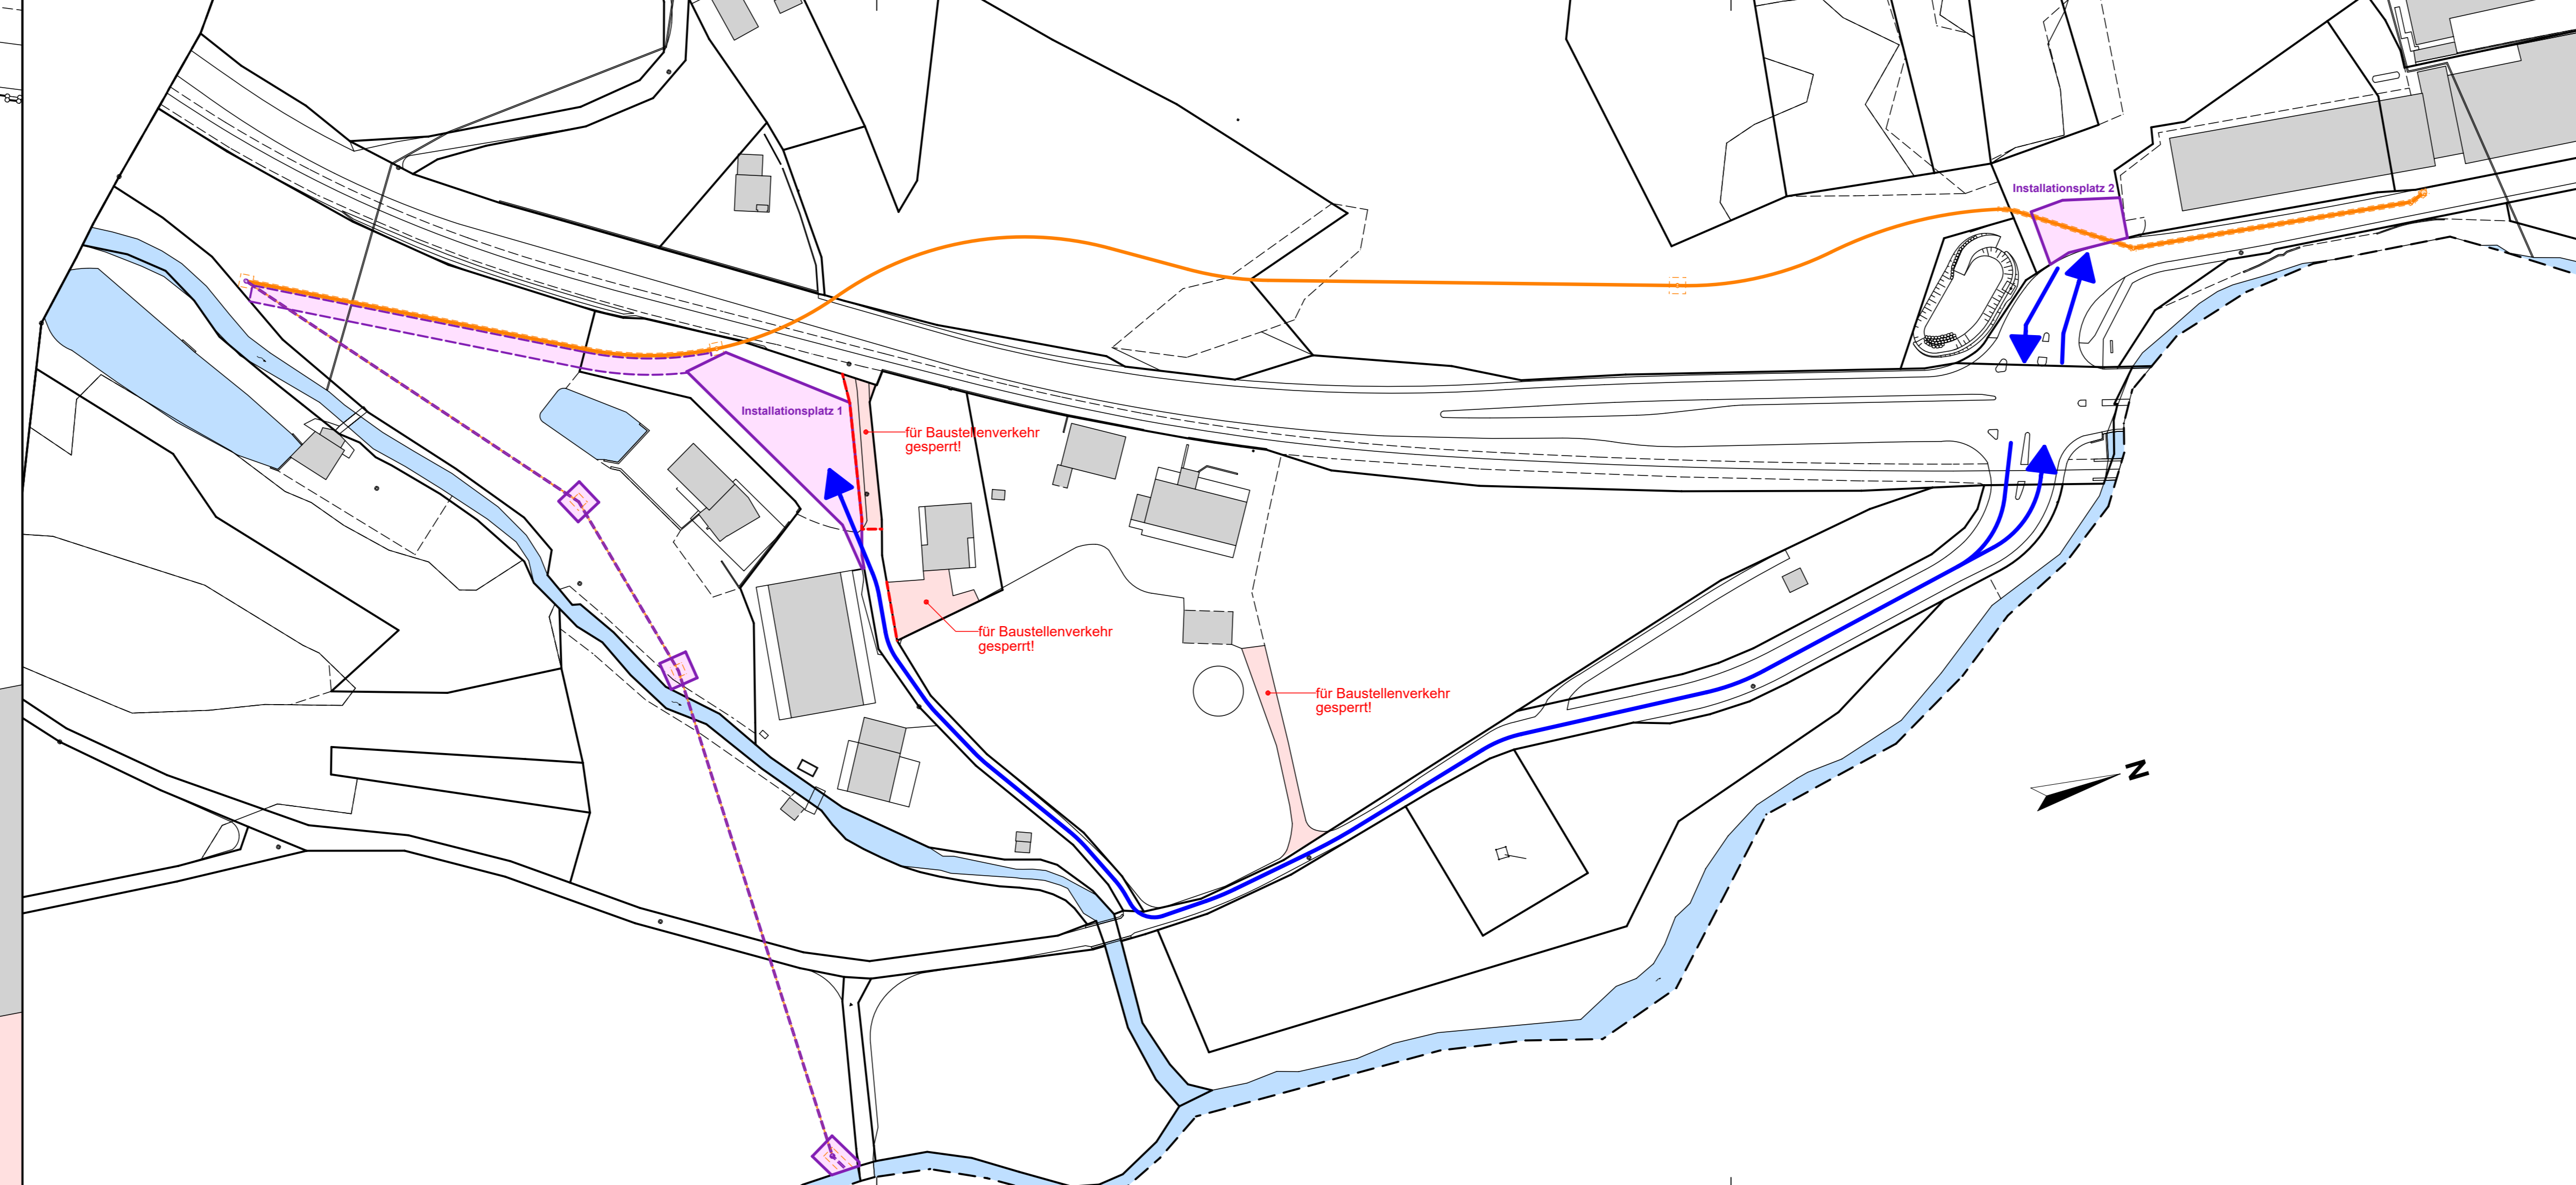 Installationsplatz 2
Installationsplatz 1
für Baustellenverkehr
gesperrt!
für Baustellenverkehr
gesperrt!
für Baustellenverkehr
gesperrt!
N